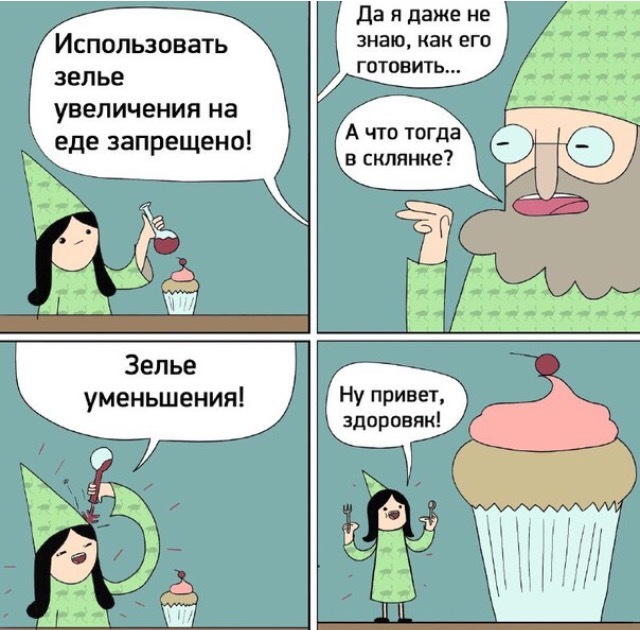 Использовать
зелье
увеличения на
еде запрещено!
Да я даже не
знаю, как его
готовить...
А что тогда
в склянке?
Зелье
уменьшения!
Ну привет,
здоровяк!